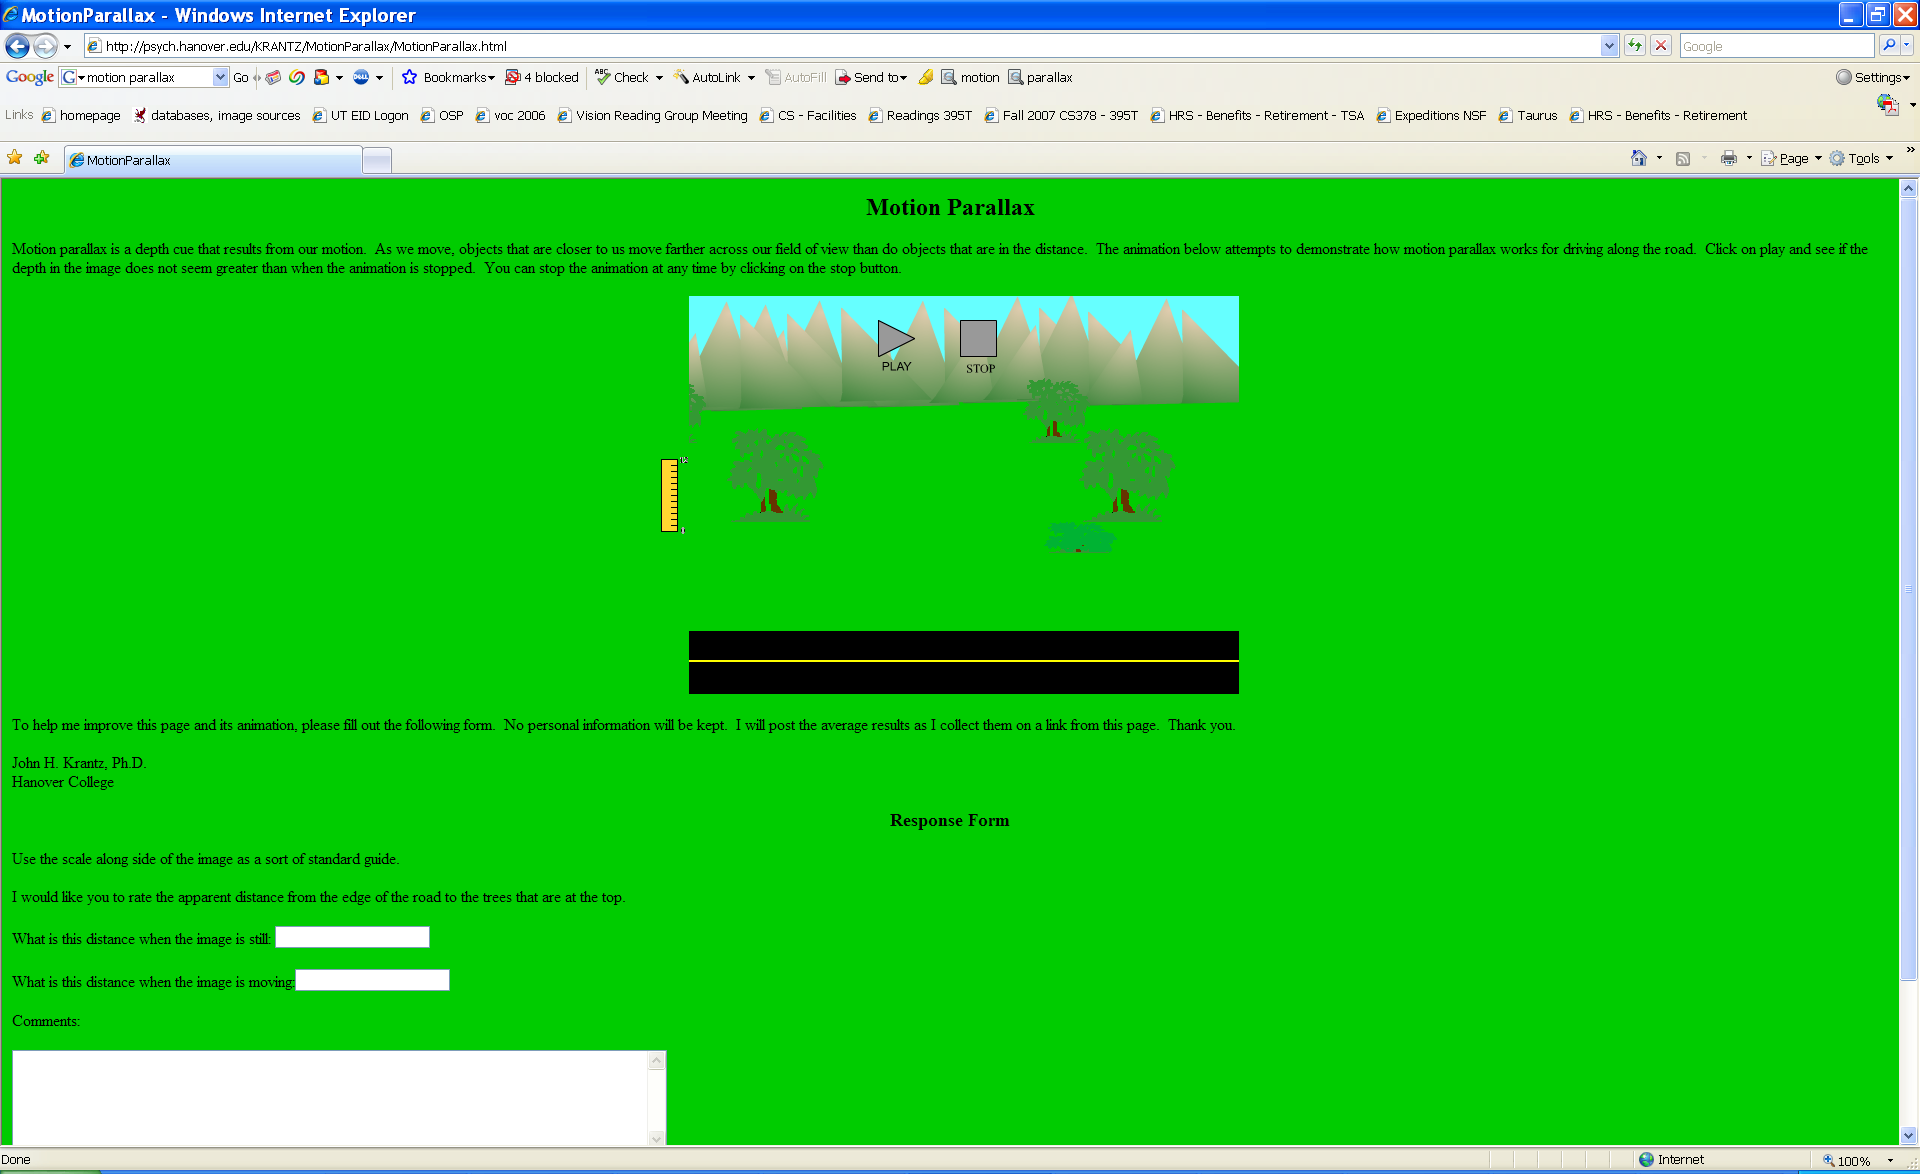 MotionParallax - Windows Internet Explorer
http://psych.hanover.edu/KRANTZ/MotionParallax/MotionParallax.html
Google
Google G motion parallax Go Bookmarks 4 blocked ABC Check AutoLink AutoFill Send to motion parallax Settings
Links homepage databases, image sources UT EID Logon OSP voc 2006 Vision Reading Group Meeting CS - Facilities Readings 395T Fall 2007 CS378 - 395T HRS - Benefits - Retirement - TSA Expeditions NSF Taurus HRS - Benefits - Retirement
MotionParallax Page Tools
Motion Parallax
Motion parallax is a depth cue that results from our motion. As we move, objects that are closer to us move farther across our field of view than do objects that are in the distance. The animation below attempts to demonstrate how motion parallax works for driving along the road. Click on play and see if the
depth in the image does not seem greater than when the animation is stopped. You can stop the animation at any time by clicking on the stop button.
PLAY STOP
To help me improve this page and its animation, please fill out the following form. No personal information will be kept. I will post the average results as I collect them on a link from this page. Thank you.
John H. Krantz, Ph.D.
Hanover College
Response Form
Use the scale along side of the image as a sort of standard guide.
I would like you to rate the apparent distance from the edge of the road to the trees that are at the top.
What is this distance when the image is still:
What is this distance when the image is moving:
Comments:
Done Internet 100%